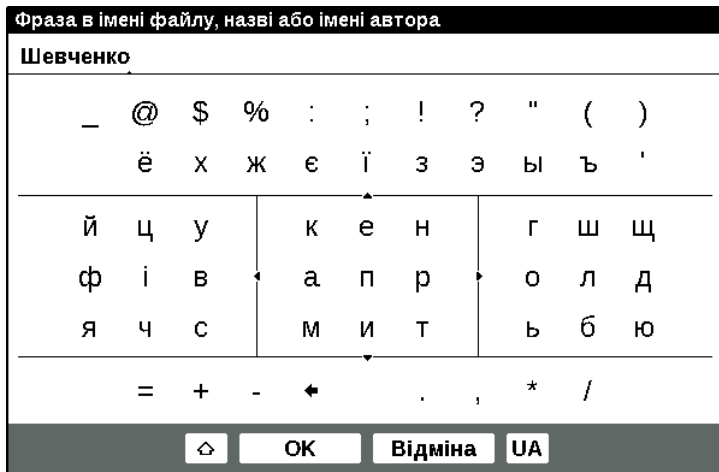 Фраза в імені файлу, назві або імені автора
Шевченко
_ @ $ % : ; ! ? " ( )
ё х ж є ї з э ы ъ '
й ц у к е н г ш щ
ф і в а п р о л д
я ч с м и т ь б ю
= + - . , * /
OK Відміна UA